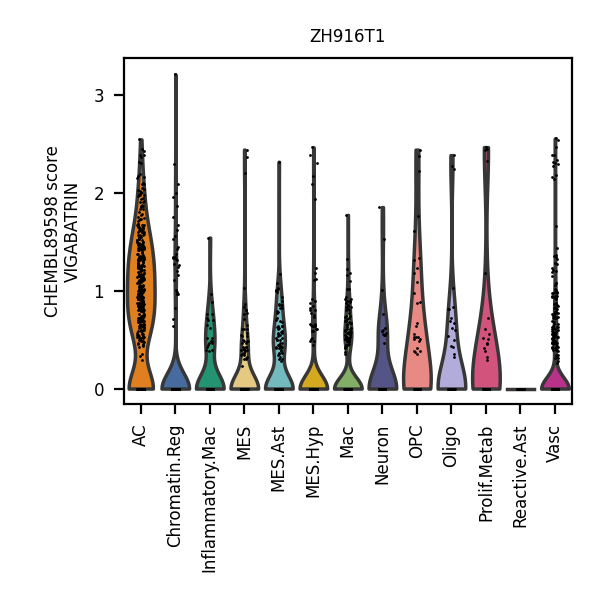 ZH916T1
CHEMBL89598 score
VIGABATRIN
3
2
1
0
AC
Chromatin.Reg
Inflammatory.Mac
MES
MES.Ast
MES.Hyp
Mac
Neuron
OPC
Oligo
Prolif.Metab
Reactive.Ast
Vasc